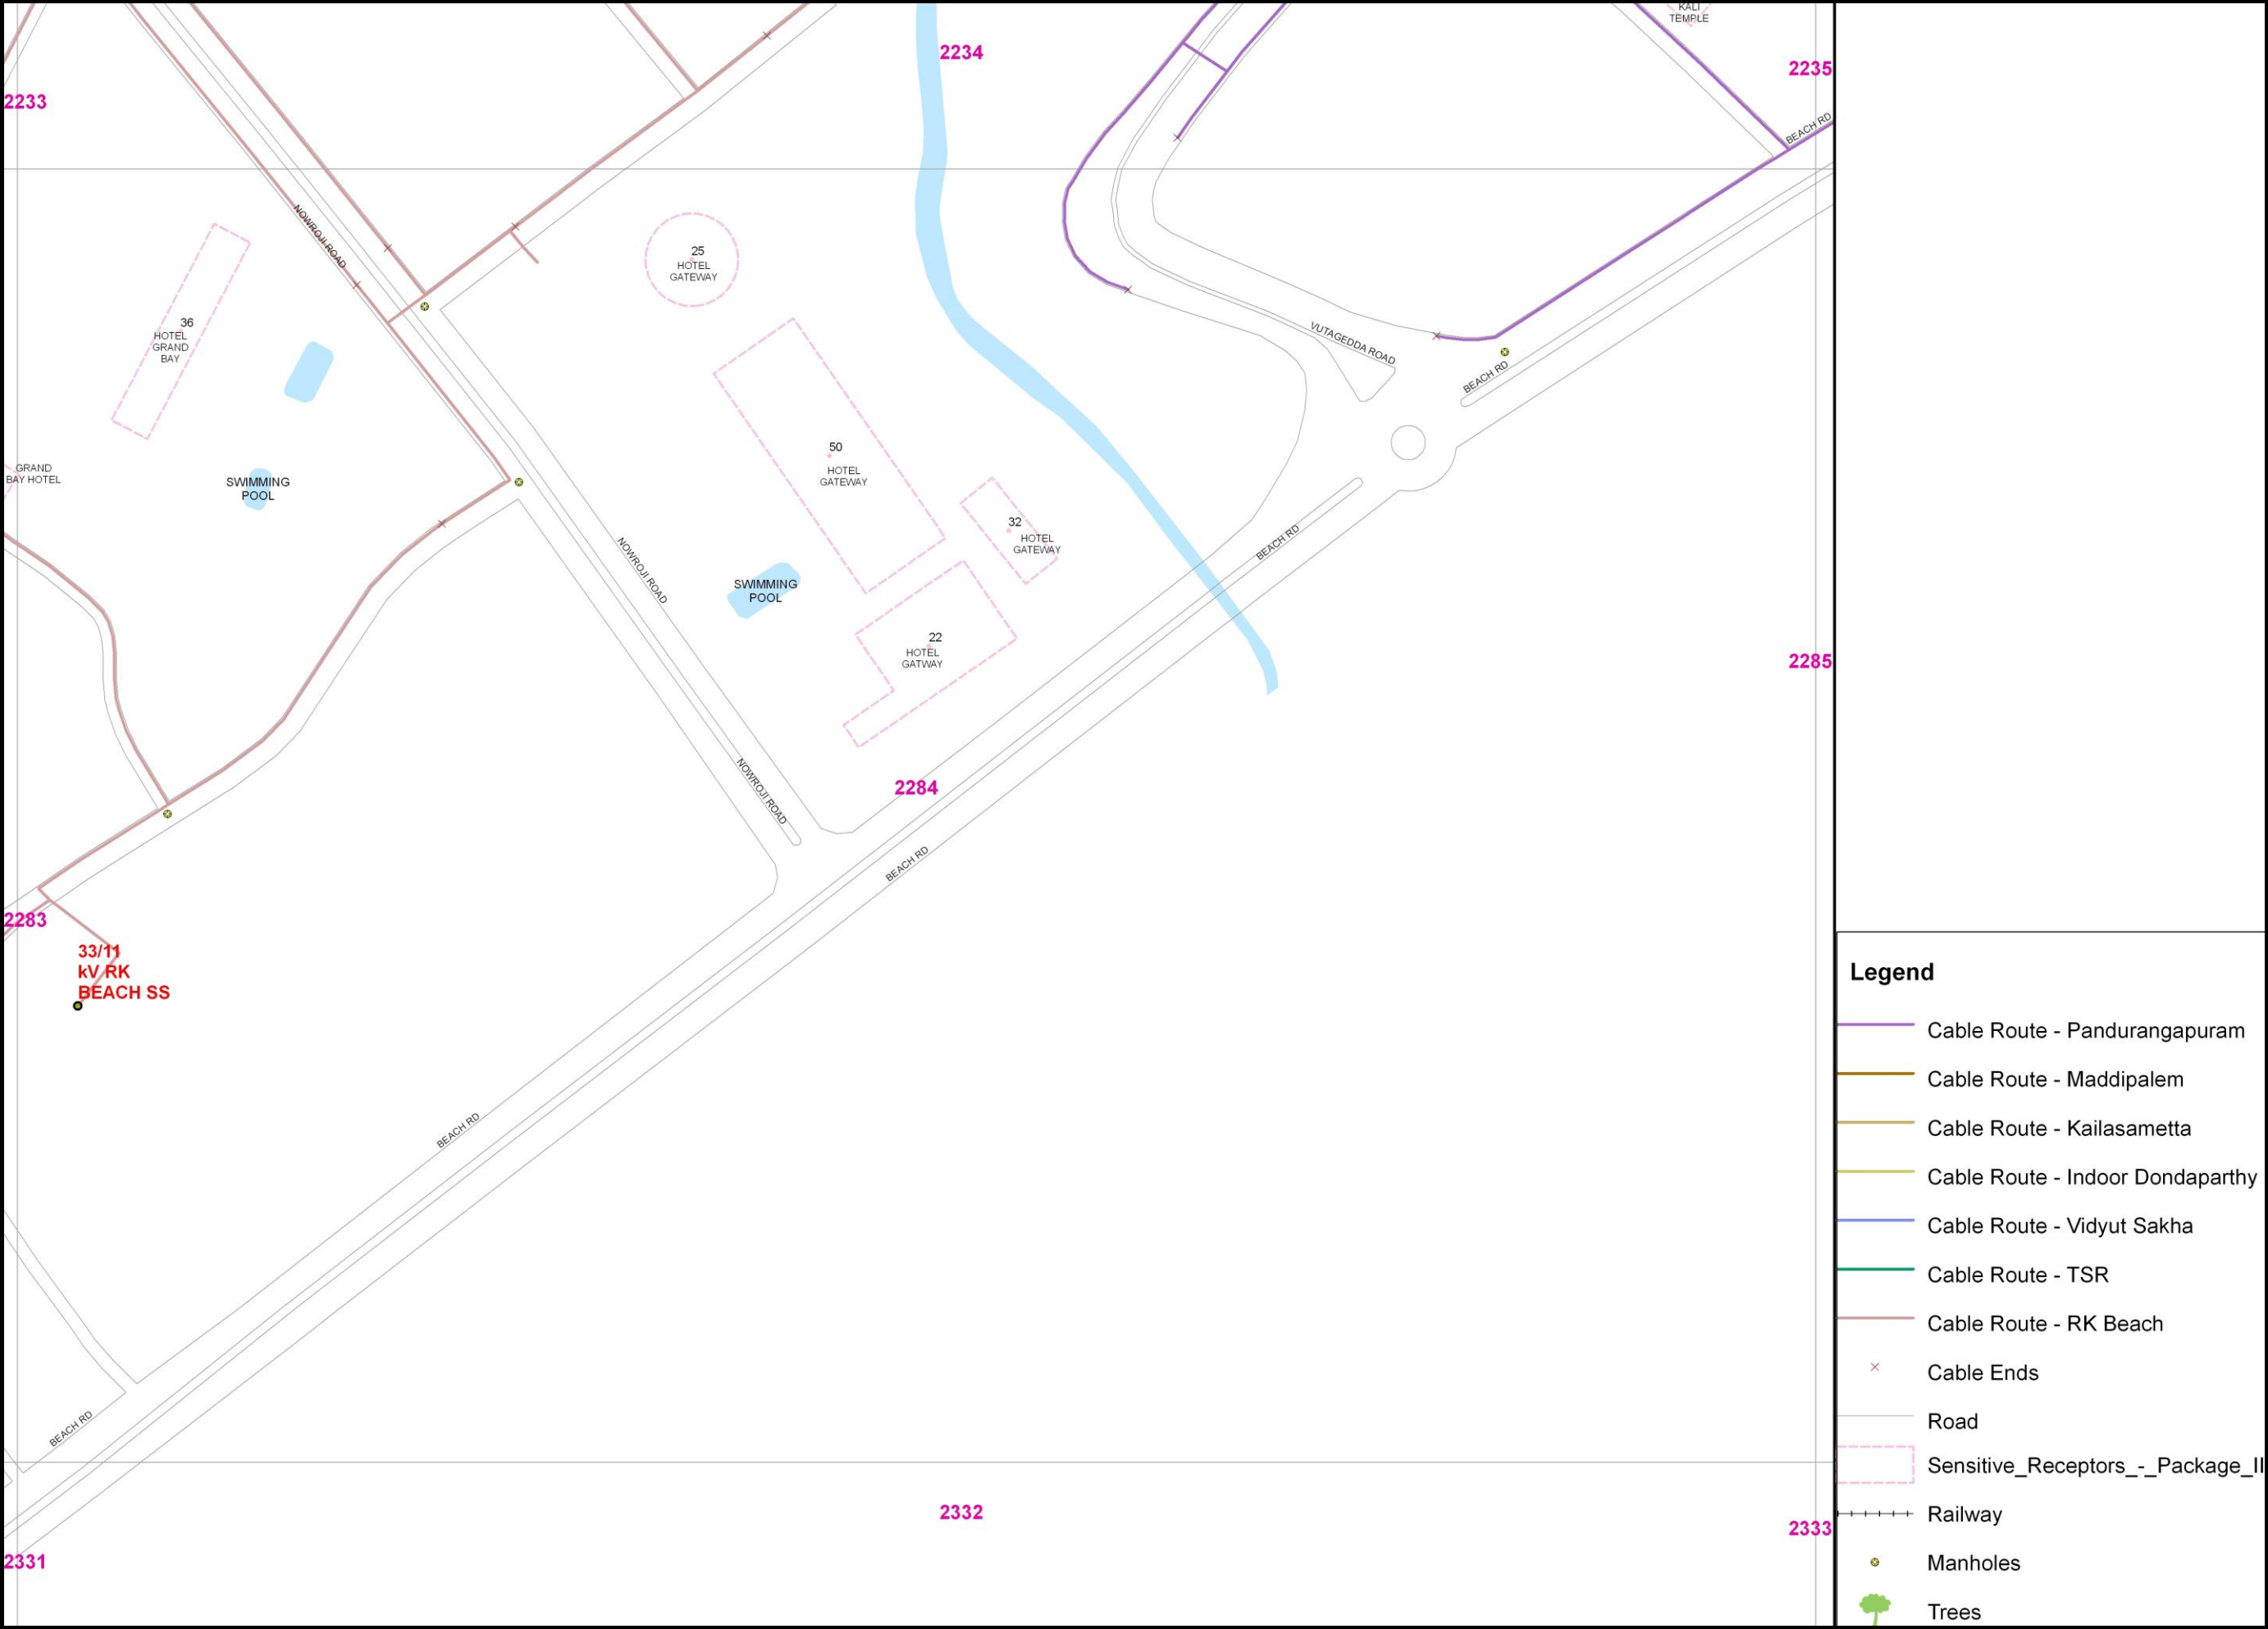 KALI
TEMPLE
2234
2235
2233
BEACH RD
NOWROJI ROAD
25
HOTEL
GATEWAY
36
HOTEL
GRAND
BAY
VUTAGEDDA ROAD
BEACH RD
50
HOTEL
GATEWAY
GRAND
BAY HOTEL
SWIMMING
POOL
32
HOTEL
GATEWAY
BEACH RD
NOWROJI ROAD
SWIMMING
POOL
22
HOTEL
GATWAY
2285
NOWROJI ROAD
2284
BEACH RD
2283
33/11
kV RK
BEACH SS
BEACH RD
BEACH RD
2332
2333
2331
Legend
Cable Route - Pandurangapuram
Cable Route - Maddipalem
Cable Route - Kailasametta
Cable Route - Indoor Dondaparthy
Cable Route - Vidyut Sakha
Cable Route - TSR
Cable Route - RK Beach
Cable Ends
Road
Sensitive_Receptors_-_Package_II
Railway
Manholes
Trees